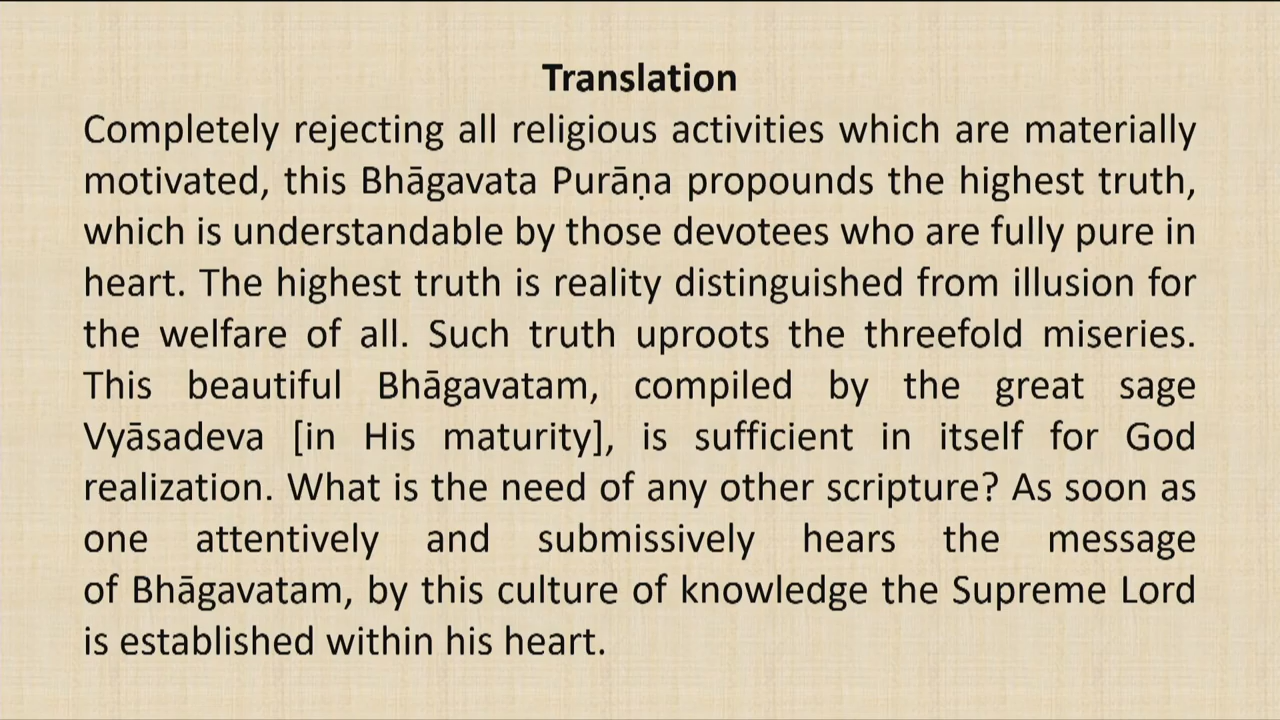 Translation
Completely rejecting all religious activities which are materially
motivated, this Bhāgavata Purāṇa propounds the highest truth,
which is understandable by those devotees who are fully pure in
heart. The highest truth is reality distinguished from illusion for
the welfare of all. Such truth uproots the threefold miseries.
This beautiful Bhāgavatam, compiled by the great sage
Vyāsadeva [in His maturity], is sufficient in itself for God
realization. What is the need of any other scripture? As soon as
one attentively and submissively hears the message
of Bhāgavatam, by this culture of knowledge the Supreme Lord
is established within his heart.